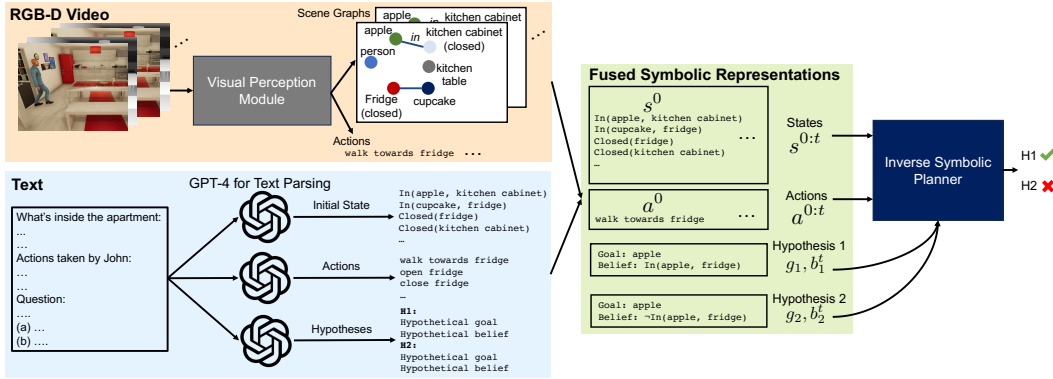 RGB-D Video
Visual Perception
Module
Scene Graphs
apple
in
kitchen cabinet
apple
in
kitchen cabinet
(closed)
person
kitchen
table
Fridge
(closed)
cupcake
...
...
Actions
walk towards fridge ...
Text
GPT-4 for Text Parsing
What's inside the apartment:
...
...
Actions taken by John:
...
...
Question:
....
(a) ...
(b) ....
Initial State
In(apple, kitchen cabinet)
In(cupcake, fridge)
Closed(fridge)
Closed(kitchen cabinet)
...
Actions
walk towards fridge
open fridge
close fridge
...
Hypotheses
H1:
Hypothetical goal
Hypothetical belief
H2:
Hypothetical goal
Hypothetical belief
Fused Symbolic Representations
s⁰
In(apple, kitchen cabinet)
In(cupcake, fridge)
Closed(fridge)
Closed(kitchen cabinet)
...
...
States
s⁰:ᵗ
a⁰
walk towards fridge
...
Actions
a⁰:ᵗ
Goal: apple
Belief: In(apple, fridge)
Hypothesis 1
g₁, b₁ᵗ
Goal: apple
Belief: ¬In(apple, fridge)
Hypothesis 2
g₂, b₂ᵗ
Inverse Symbolic
Planner
H1
H2